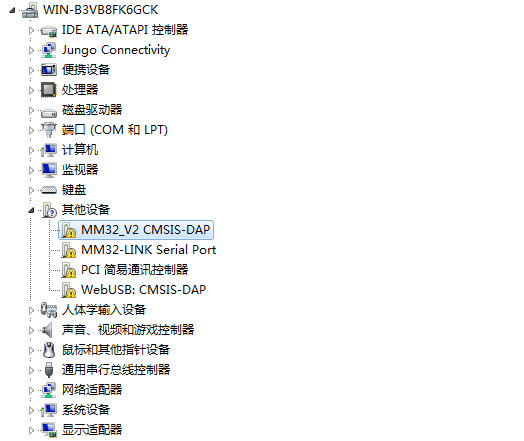 WIN-B3VB8FK6GCK
IDE ATA/ATAPI 控制器
Jungo Connectivity
便携设备
处理器
磁盘驱动器
端口 (COM 和 LPT)
计算机
监视器
键盘
其他设备
MM32_V2 CMSIS-DAP
MM32-LINK Serial Port
PCI 简易通讯控制器
WebUSB: CMSIS-DAP
人体学输入设备
声音、视频和游戏控制器
鼠标和其他指针设备
通用串行总线控制器
网络适配器
系统设备
显示适配器